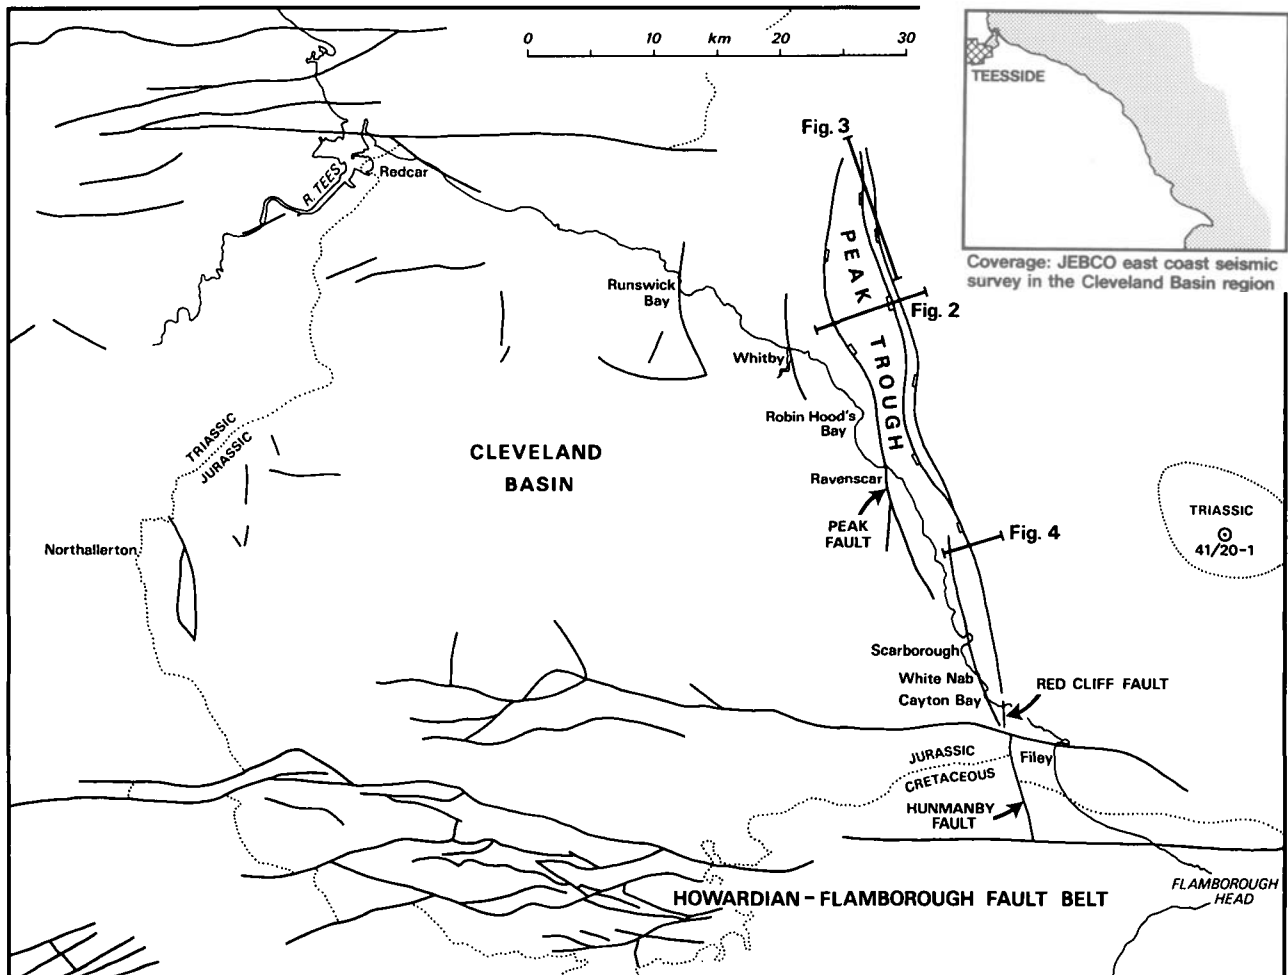 0 10 km 20 30
TEESSIDE
Coverage: JEBCO east coast seismic
survey in the Cleveland Basin region
Fig. 3
R. TEES
Redcar
PEAK TROUGH
Runswick
Bay
Fig. 2
Whitby
Robin Hood's
Bay
TRIASSIC
JURASSIC
CLEVELAND
BASIN
Ravenscar
PEAK
FAULT
TRIASSIC
41/20-1
Fig. 4
Northallerton
Scarborough
White Nab
Cayton Bay
RED CLIFF FAULT
JURASSIC
CRETACEOUS
Filey
HUNMANBY
FAULT
HOWARDIAN - FLAMBOROUGH FAULT BELT
FLAMBOROUGH
HEAD